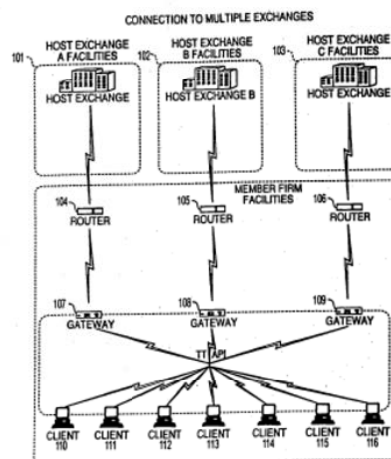 CONNECTION TO MULTIPLE EXCHANGES
HOST EXCHANGE
A FACILITIES
101
HOST EXCHANGE
HOST EXCHANGE
B FACILITIES
102
HOST EXCHANGE B
HOST EXCHANGE
C FACILITIES
103
HOST EXCHANGE
MEMBER FIRM
FACILITIES
104
ROUTER
105
ROUTER
106
ROUTER
107
GATEWAY
108
GATEWAY
109
GATEWAY
TT API
CLIENT
110
CLIENT
111
CLIENT
112
CLIENT
113
CLIENT
114
CLIENT
115
CLIENT
116